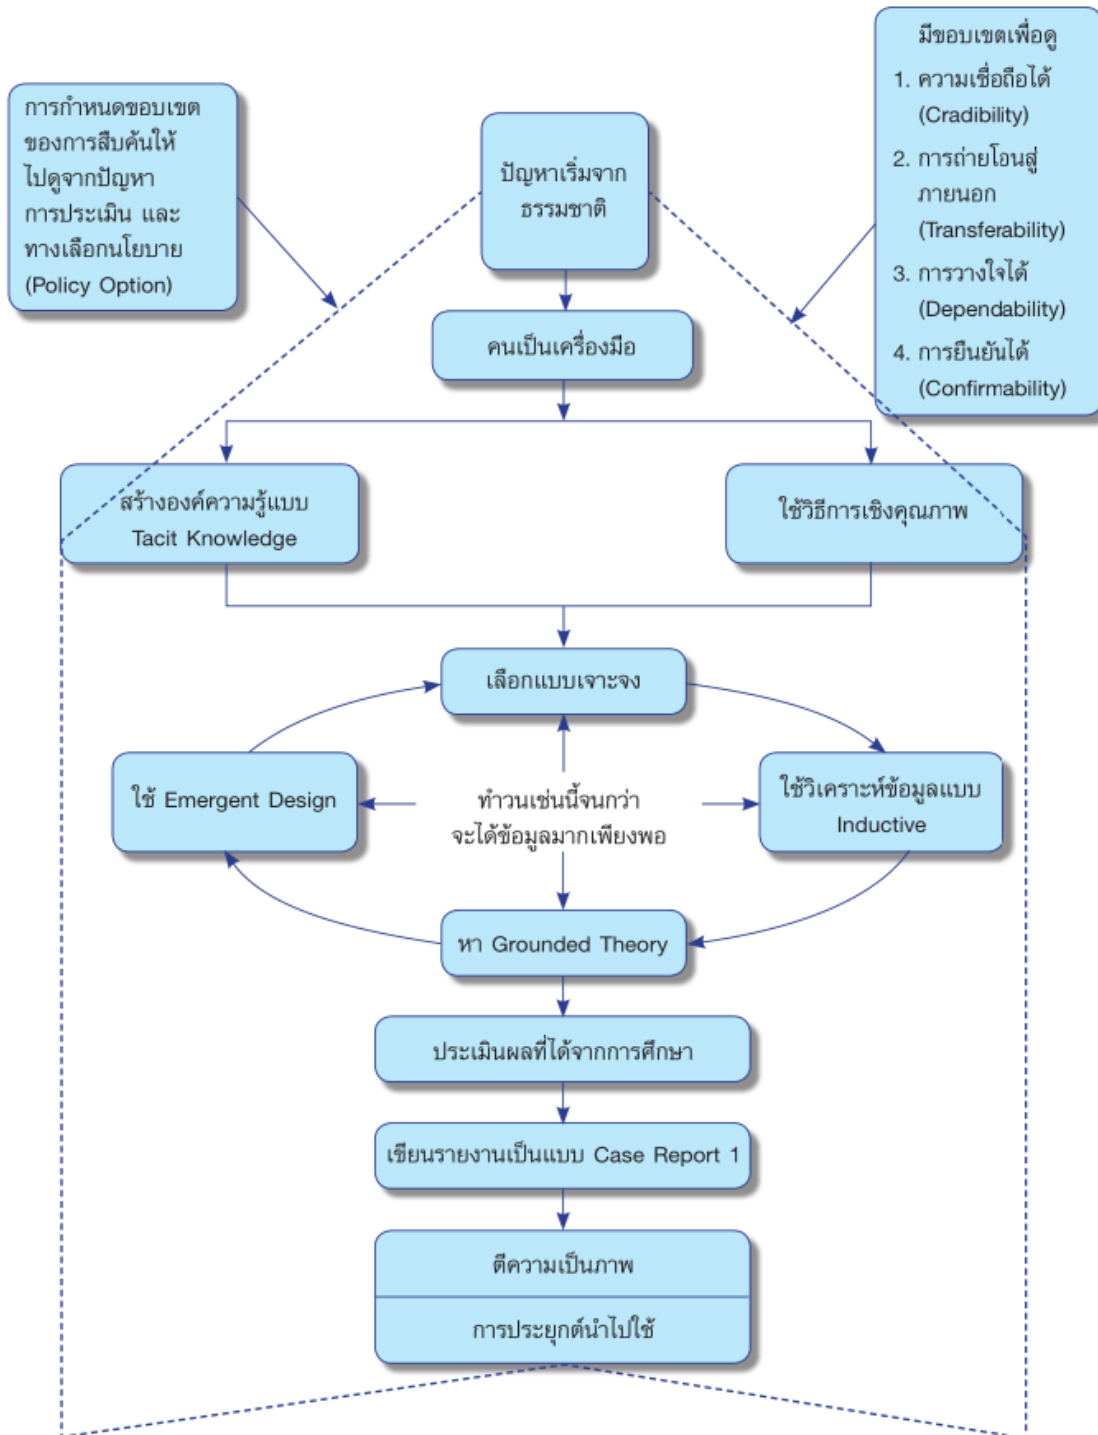 การกำหนดขอบเขต
ของการสืบค้นให้
ไปดูจากปัญหา
การประเมิน และ
ทางเลือกนโยบาย
(Policy Option)
ปัญหาเริ่มจาก
ธรรมชาติ
มีขอบเขตเพื่อดู
1. ความเชื่อถือได้
(Cradibility)
2. การถ่ายโอนสู่
ภายนอก
(Transferability)
3. การวางใจได้
(Dependability)
4. การยืนยันได้
(Confirmability)
คนเป็นเครื่องมือ
สร้างองค์ความรู้แบบ
Tacit Knowledge
ใช้วิธีการเชิงคุณภาพ
เลือกแบบเจาะจง
ใช้ Emergent Design
ทำวนเช่นนี้จนกว่า
จะได้ข้อมูลมากเพียงพอ
ใช้วิเคราะห์ข้อมูลแบบ
Inductive
หา Grounded Theory
ประเมินผลที่ได้จากการศึกษา
เขียนรายงานเป็นแบบ Case Report 1
ตีความเป็นภาพ
การประยุกต์นำไปใช้